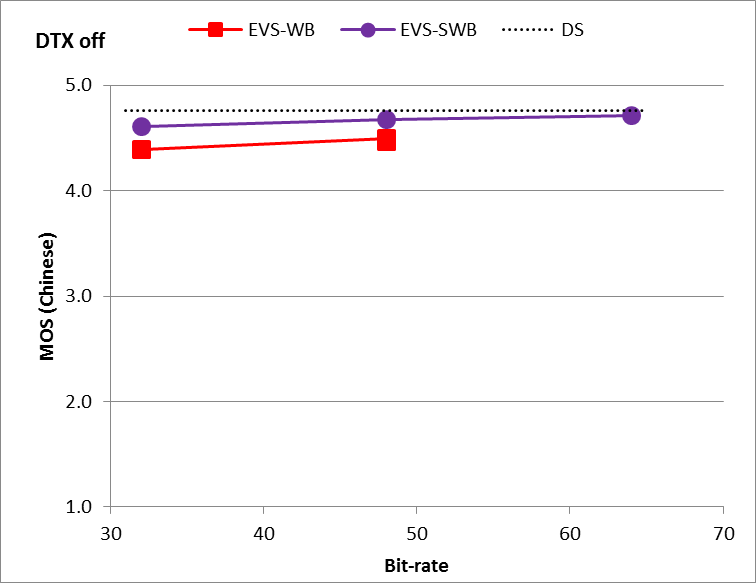 DTX off
EVS-WB EVS-SWB DS
5.0
4.0
3.0
2.0
1.0
MOS (Chinese)
30 40 50 60 70
Bit-rate